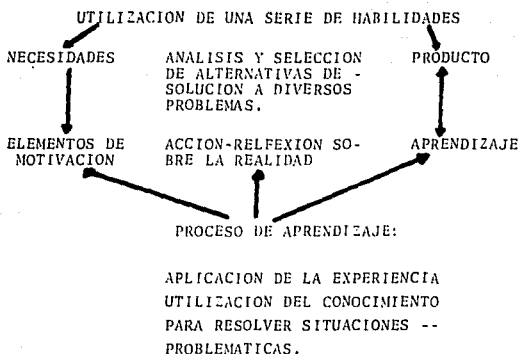 UTILIZACION DE UNA SERIE DE HABILIDADES
NECESIDADES
ANALISIS Y SELECCION
DE ALTERNATIVAS DE -
SOLUCION A DIVERSOS
PROBLEMAS.
PRODUCTO
ELEMENTOS DE
MOTIVACION
ACCION-RELFEXION SO-
BRE LA REALIDAD
APRENDIZAJE
PROCESO DE APRENDIZAJE:
APLICACION DE LA EXPERIENCIA
UTILIZACION DEL CONOCIMIENTO
PARA RESOLVER SITUACIONES --
PROBLEMATICAS.